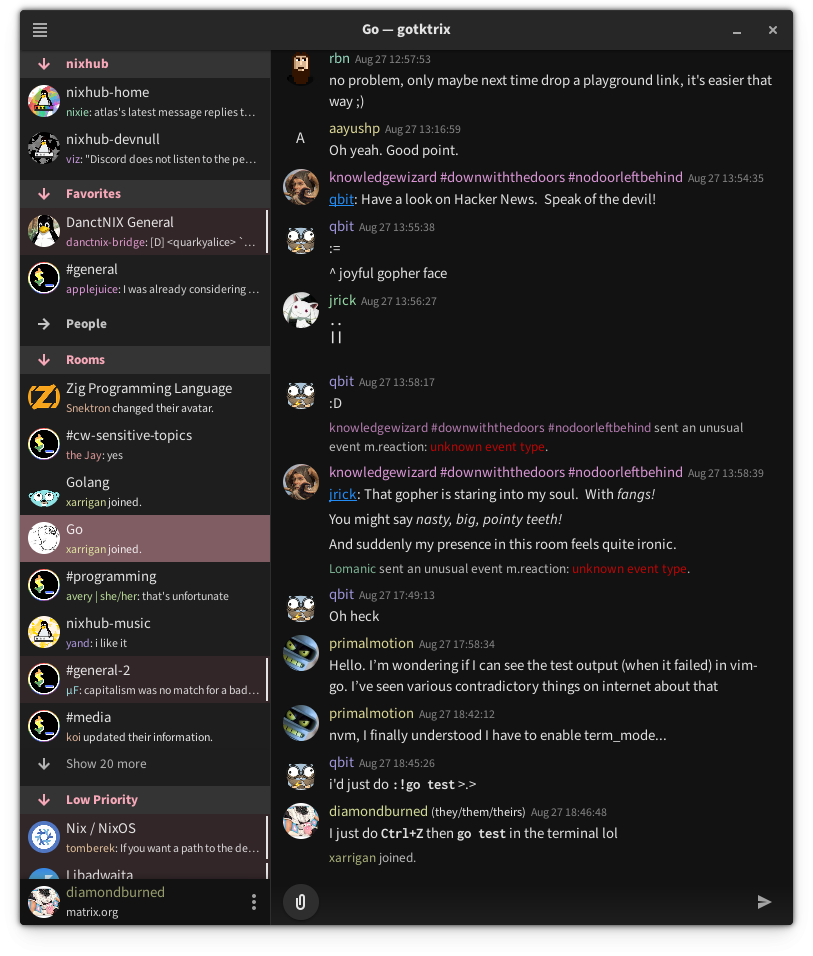 Go — gotktrix
nixhub
nixhub-home
nixie: atlas's latest message replies t…
nixhub-devnull
viz: "Discord does not listen to the pe…
Favorites
DanctNIX General
danctnix-bridge: [D] <quarkyalice> `…
#general
applejuice: I was already considering …
People
Rooms
Zig Programming Language
Snektron changed their avatar.
#cw-sensitive-topics
the Jay: yes
Golang
xarrigan joined.
Go
xarrigan joined.
#programming
avery | she/her: that's unfortunate
nixhub-music
yand: i like it
#general-2
µF: capitalism was no match for a bad…
#media
koi updated their information.
Show 20 more
Low Priority
Nix / NixOS
tomberek: If you want a path to the de…
Libadwaita
diamondburned
matrix.org
rbn Aug 27 12:57:53
no problem, only maybe next time drop a playground link, it's easier that
way ;)
A
aayushp Aug 27 13:16:59
Oh yeah. Good point.
knowledgewizard #downwiththedoors #nodoorleftbehind Aug 27 13:54:35
qbit: Have a look on Hacker News.  Speak of the devil!
qbit Aug 27 13:55:38
:=
^ joyful gopher face
jrick Aug 27 13:56:27
..
||
qbit Aug 27 13:58:17
:D
knowledgewizard #downwiththedoors #nodoorleftbehind sent an unusual
event m.reaction: unknown event type.
knowledgewizard #downwiththedoors #nodoorleftbehind Aug 27 13:58:39
jrick: That gopher is staring into my soul.  With fangs!
You might say nasty, big, pointy teeth!
And suddenly my presence in this room feels quite ironic.
Lomanic sent an unusual event m.reaction: unknown event type.
qbit Aug 27 17:49:13
Oh heck
primalmotion Aug 27 17:58:34
Hello. I’m wondering if I can see the test output (when it failed) in vim-
go. I’ve seen various contradictory things on internet about that
primalmotion Aug 27 18:42:12
nvm, I finally understood I have to enable term_mode...
qbit Aug 27 18:45:26
i'd just do :!go test >.>
diamondburned (they/them/theirs) Aug 27 18:46:48
I just do Ctrl+Z then go test in the terminal lol
xarrigan joined.